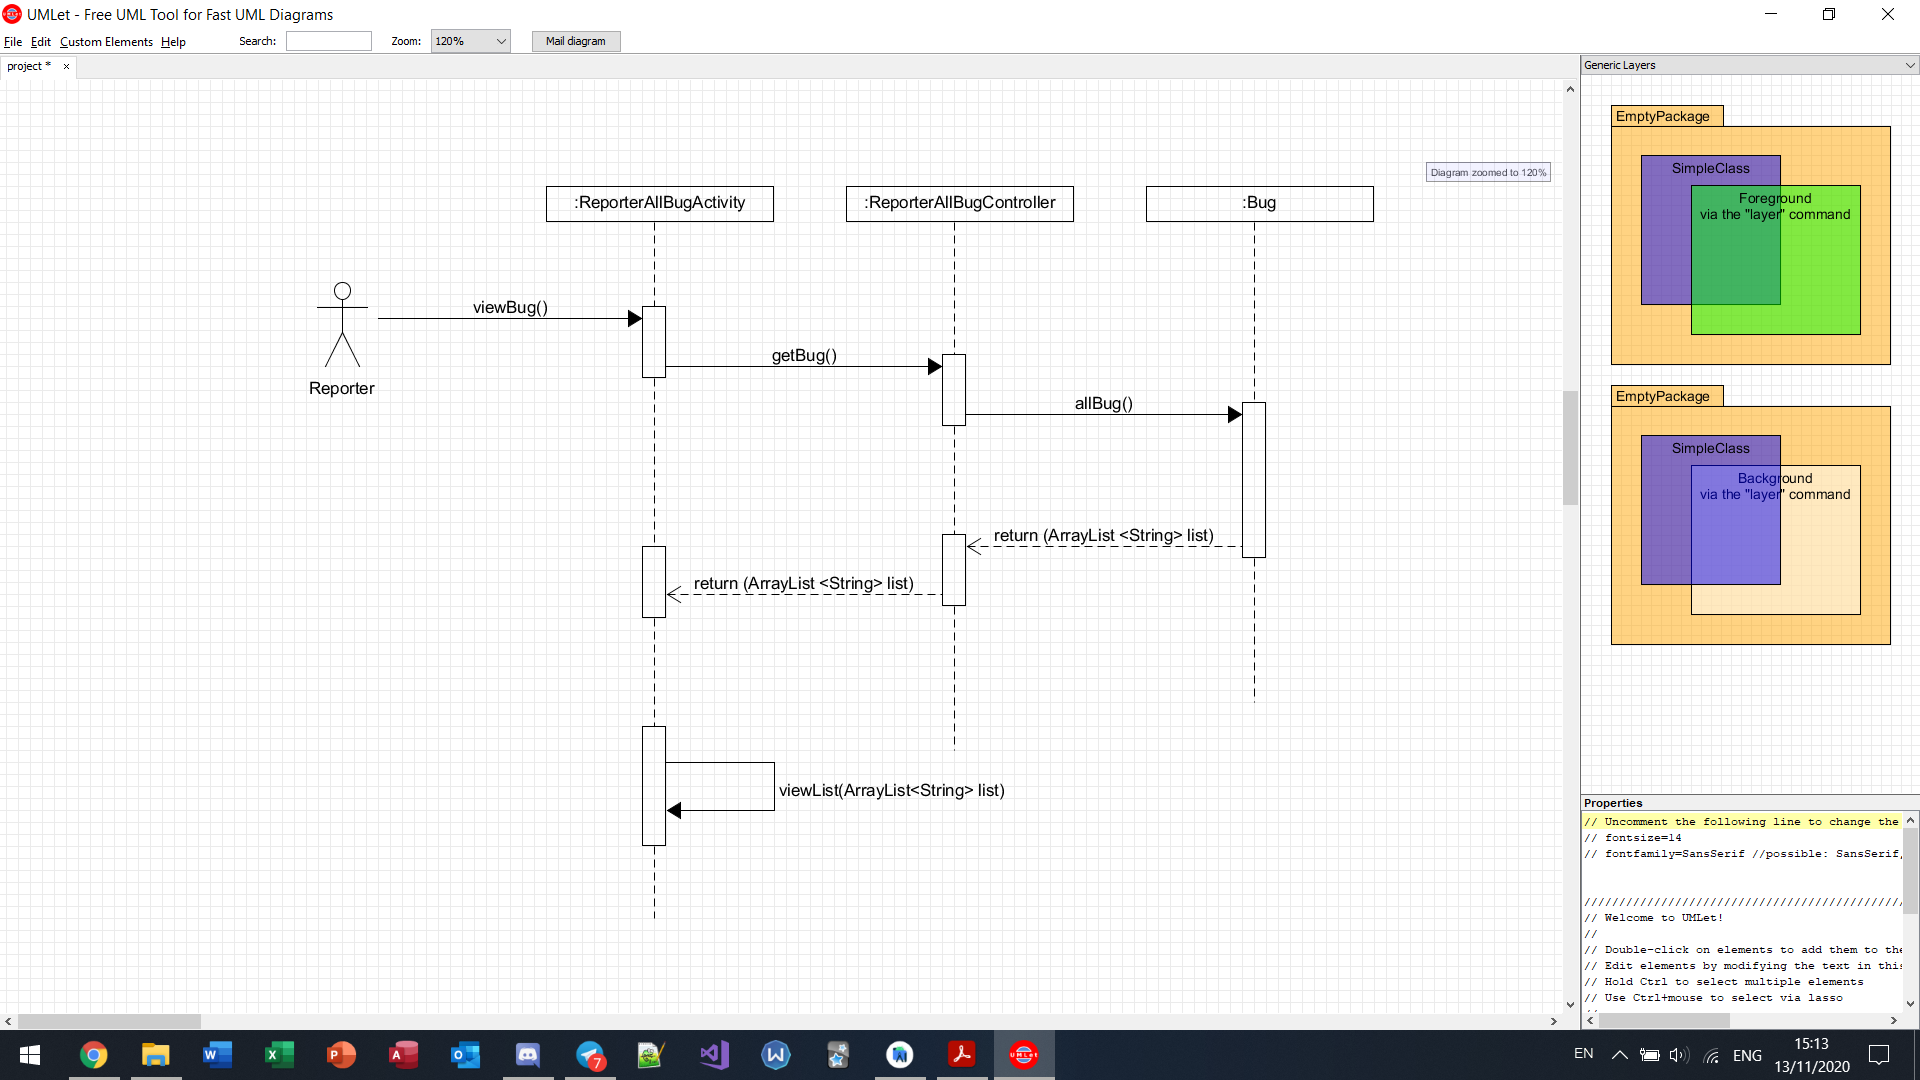 UMLet - Free UML Tool for Fast UML Diagrams
File Edit Custom Elements Help Search: Zoom: 120% Mail diagram
project *
Generic Layers
Diagram zoomed to 120%
:ReporterAllBugActivity
:ReporterAllBugController
:Bug
viewBug()
getBug()
Reporter
allBug()
return (ArrayList <String> list)
return (ArrayList <String> list)
viewList(ArrayList<String> list)
EmptyPackage
SimpleClass
Foreground
via the "layer" command
EmptyPackage
SimpleClass
Background
via the "layer" command
Properties
// Uncomment the following line to change the
// fontsize=14
// fontfamily=SansSerif //possible: SansSerif,
//////////////////////////////////////////////
// Welcome to UMLet!
//
// Double-click on elements to add them to the
// Edit elements by modifying the text in this
// Hold Ctrl to select multiple elements
// Use Ctrl+mouse to select via lasso
7
UMLet
EN
ENG
15:13
13/11/2020